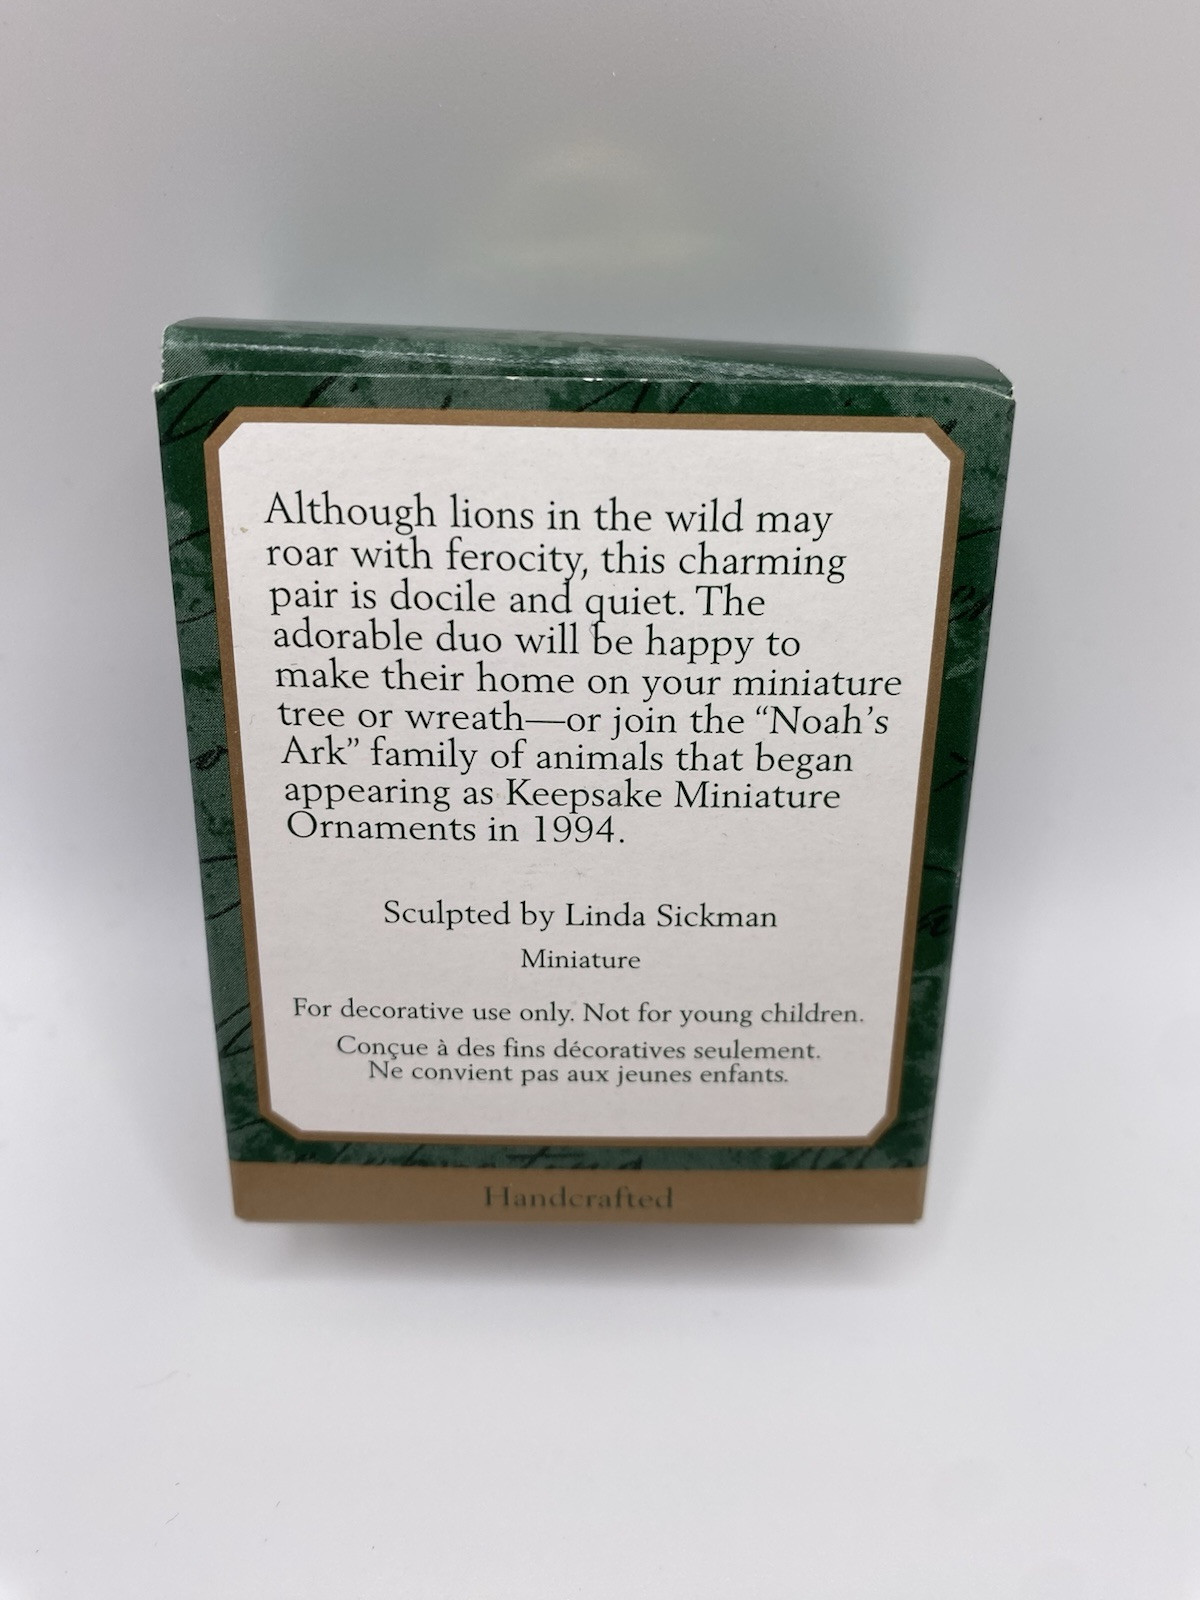 Although lions in the wild may
roar with ferocity, this charming
pair is docile and quiet. The
adorable duo will be happy to
make their home on your miniature
tree or wreath—or join the “Noah’s
Ark” family of animals that began
appearing as Keepsake Miniature
Ornaments in 1994.
Sculpted by Linda Sickman
Miniature
For decorative use only. Not for young children.
Conçue à des fins décoratives seulement.
Ne convient pas aux jeunes enfants.
Handcrafted